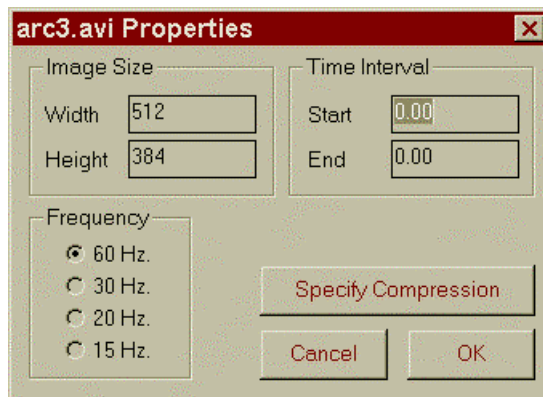 arc3.avi Properties
Image Size
Width 512
Height 384
Time Interval
Start 0.00
End 0.00
Frequency
60 Hz.
30 Hz.
20 Hz.
15 Hz.
Specify Compression
Cancel OK